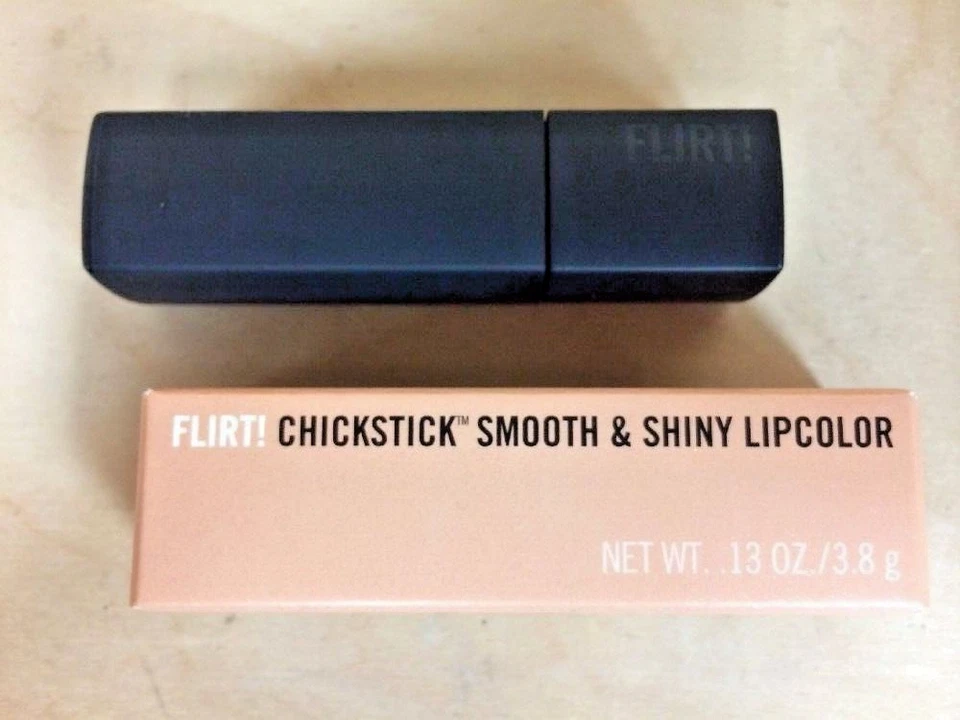 FLIRT!
FLIRT! CHICKSTICK™ SMOOTH & SHINY LIPCOLOR
NET WT. .13 OZ./3.8 g